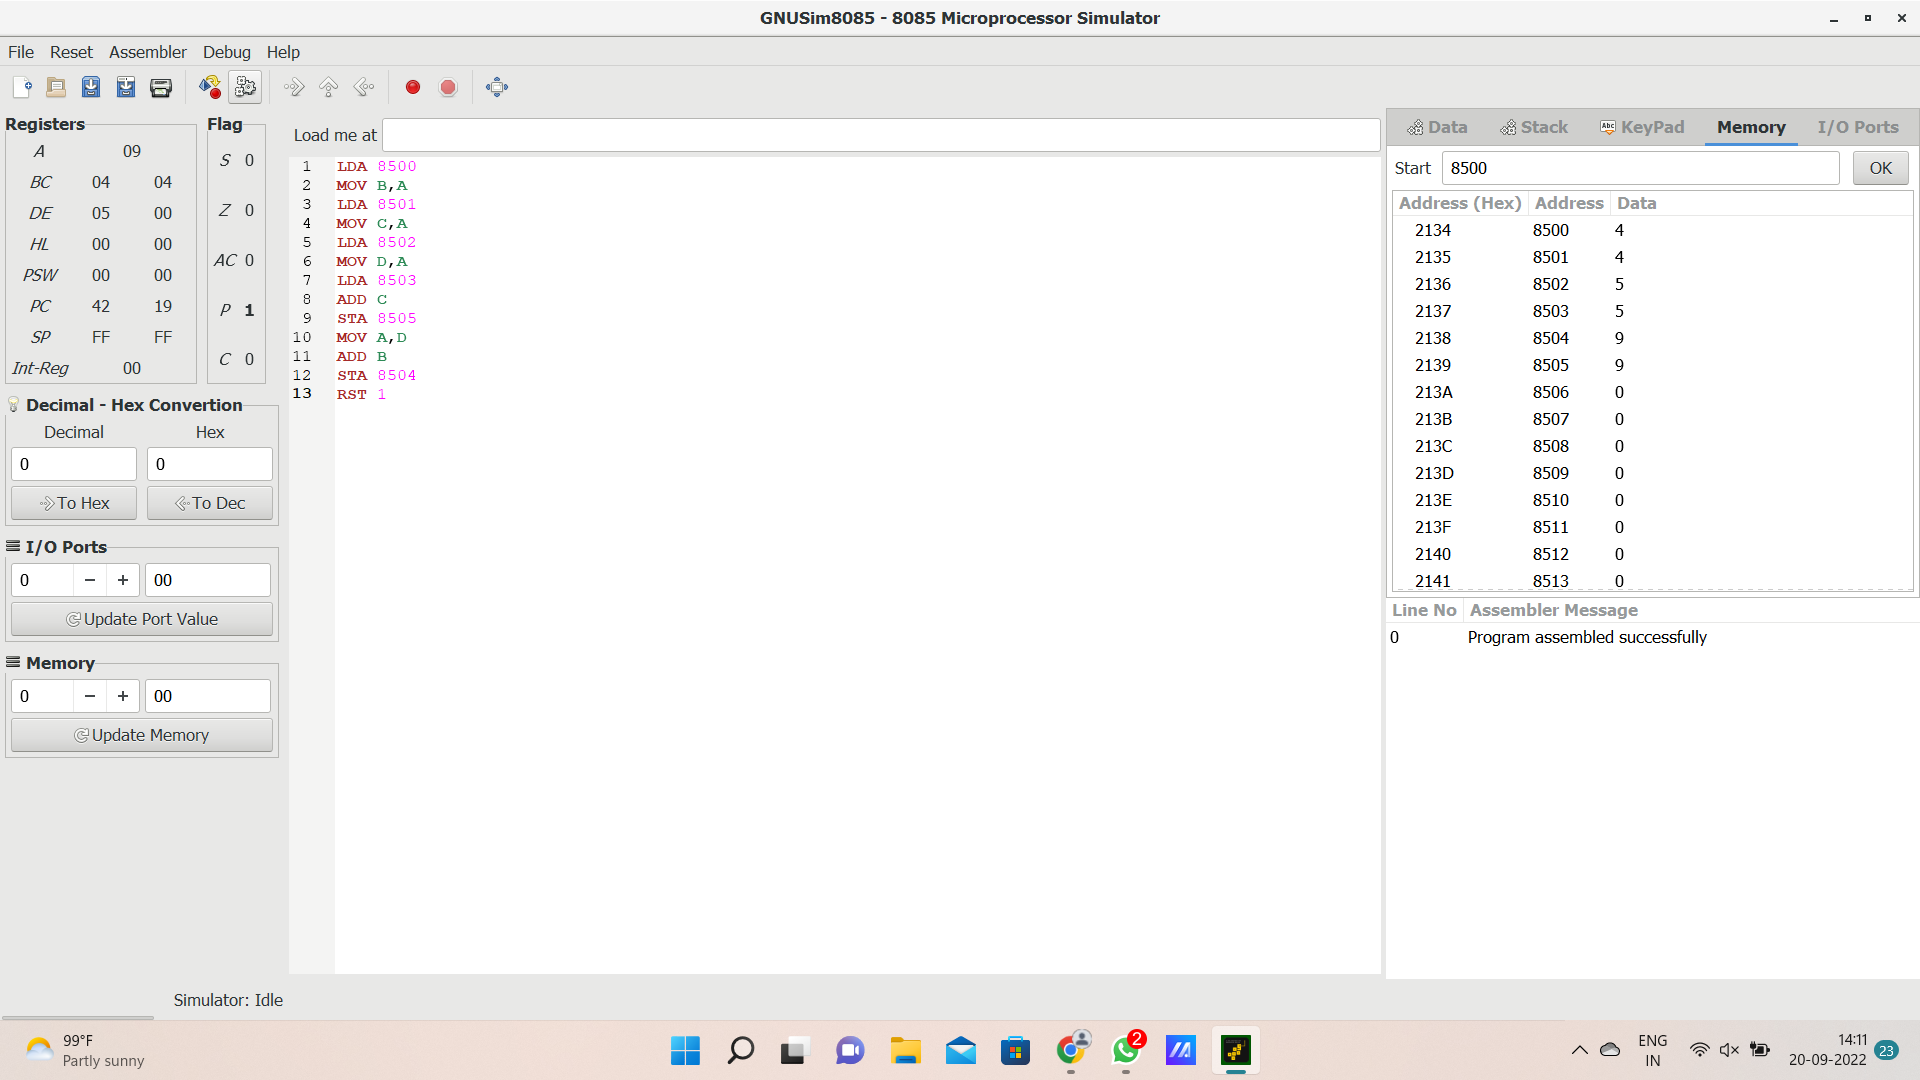 GNUSim8085 - 8085 Microprocessor Simulator
File Reset Assembler Debug Help
Registers
A 09
BC 04 04
DE 05 00
HL 00 00
PSW 00 00
PC 42 19
SP FF FF
Int-Reg 00
Flag
S 0
Z 0
AC 0
P 1
C 0
Decimal - Hex Convertion
Decimal Hex
0 0
To Hex To Dec
I/O Ports
0 − + 00
Update Port Value
Memory
0 − + 00
Update Memory
Load me at
1 LDA 8500
2 MOV B,A
3 LDA 8501
4 MOV C,A
5 LDA 8502
6 MOV D,A
7 LDA 8503
8 ADD C
9 STA 8505
10 MOV A,D
11 ADD B
12 STA 8504
13 RST 1
Data Stack Abc KeyPad Memory I/O Ports
Start 8500 OK
Address (Hex) Address Data
2134 8500 4
2135 8501 4
2136 8502 5
2137 8503 5
2138 8504 9
2139 8505 9
213A 8506 0
213B 8507 0
213C 8508 0
213D 8509 0
213E 8510 0
213F 8511 0
2140 8512 0
2141 8513 0
Line No Assembler Message
0 Program assembled successfully
Simulator: Idle
99°F
Partly sunny
2
ENG
IN
14:11
20-09-2022
23